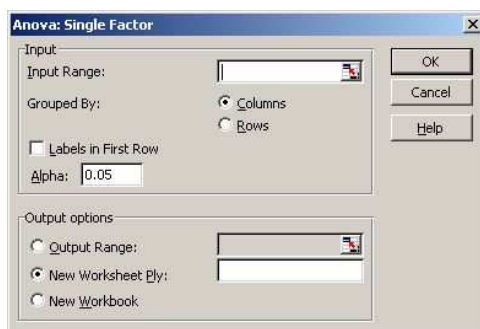 Anova: Single Factor
Input
Input Range:
Grouped By:
Columns
Rows
Labels in First Row
Alpha: 0.05
OK
Cancel
Help
Output options
Output Range:
New Worksheet Ply:
New Workbook